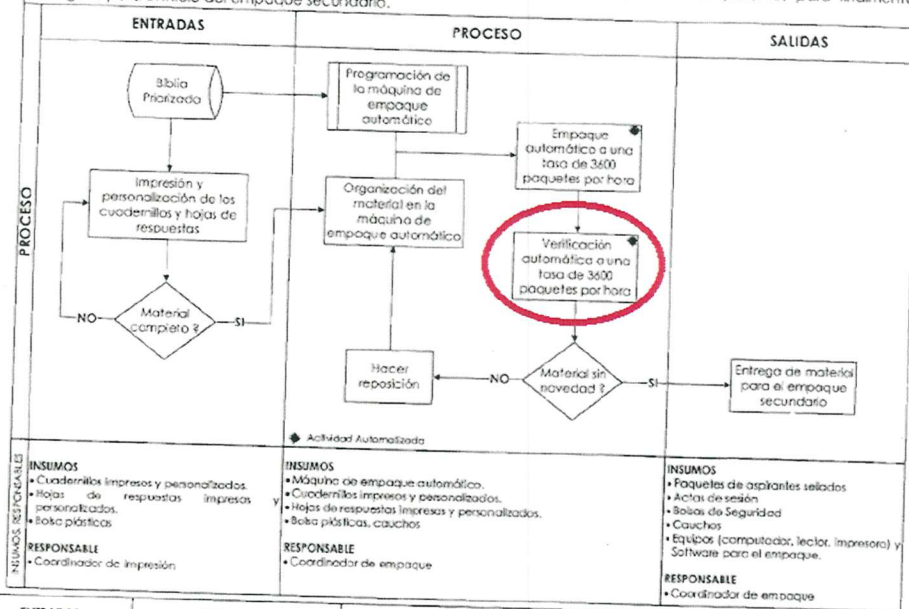 del empaque secundario.
para finalmente
ENTRADAS
PROCESO
SALIDAS
PROCESO
Biblia
Priorizada
Programación de
la máquina de
empaque
automático
Empaque
automático a una
tasa de 3600
paquetes por hora
Impresión y
personalización de los
cuadernillos y hojas de
respuestas
Organización del
material en la
máquina de
empaque automático
Verificación
automática a una
tasa de 3600
paquetes por hora
Material
completo ?
NO
SI
Hacer
reposición
NO
Material sin
novedad ?
SI
Entrega de material
para el empaque
secundario
Actividad Automatizada
INSUMOS, RESPONSABLES
INSUMOS
• Cuadernillos impresos y personalizados.
• Hojas de respuestas impresas y
personalizados.
• Bolsa plásticas
RESPONSABLE
• Coordinador de impresión
INSUMOS
• Máquina de empaque automático.
• Cuadernillos impresos y personalizados.
• Hojas de respuestas impresas y personalizados.
• Bolsa plásticas, cauchos
RESPONSABLE
• Coordinador de empaque
INSUMOS
• Paquetes de aspirantes sellados
• Actas de sesión
• Bolsas de Seguridad
• Cauchos
• Equipos (computador, lector, impresora) y
Software para el empaque.
RESPONSABLE
• Coordinador de empaque